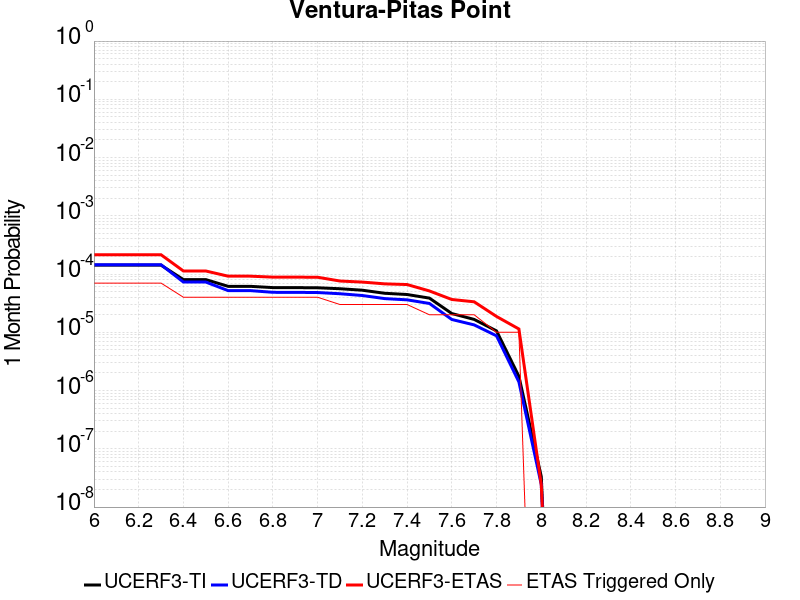 Ventura-Pitas Point
10^0
10^-1
10^-2
10^-3
10^-4
10^-5
10^-6
10^-7
10^-8
1 Month Probability
6 6.2 6.4 6.6 6.8 7 7.2 7.4 7.6 7.8 8 8.2 8.4 8.6 8.8 9
Magnitude
UCERF3-TI UCERF3-TD UCERF3-ETAS ETAS Triggered Only